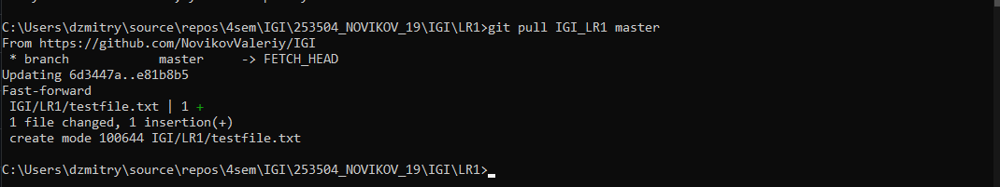 C:\Users\dzmitry\source\repos\4sem\IGI\253504_NOVIKOV_19\IGI\LR1>git pull IGI_LR1 master
From https://github.com/NovikovValeriy/IGI
 * branch            master     -> FETCH_HEAD
Updating 6d3447a..e81b8b5
Fast-forward
 IGI/LR1/testfile.txt | 1 +
 1 file changed, 1 insertion(+)
 create mode 100644 IGI/LR1/testfile.txt
C:\Users\dzmitry\source\repos\4sem\IGI\253504_NOVIKOV_19\IGI\LR1>